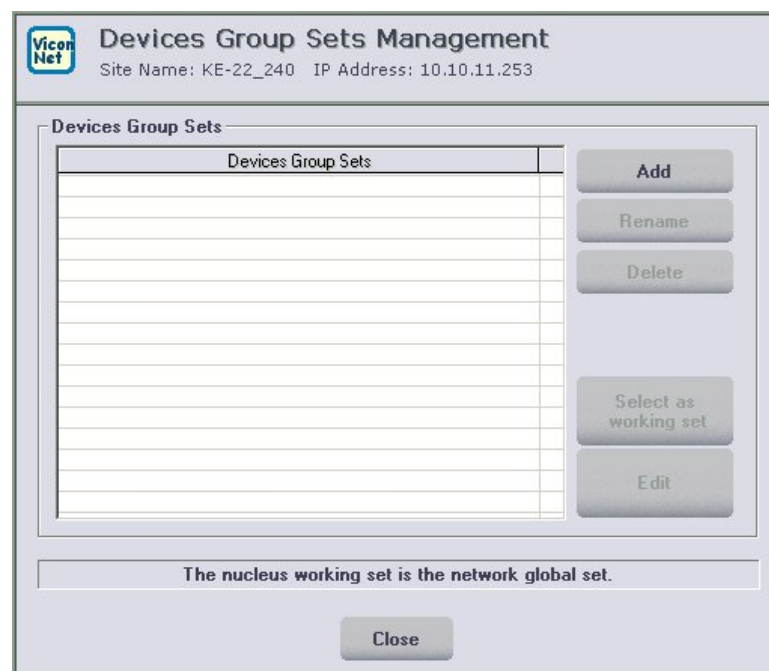 Vicon
Net
Devices Group Sets Management
Site Name: KE-22_240 IP Address: 10.10.11.253
Devices Group Sets
Devices Group Sets
Add
Rename
Delete
Select as
working set
Edit
The nucleus working set is the network global set.
Close